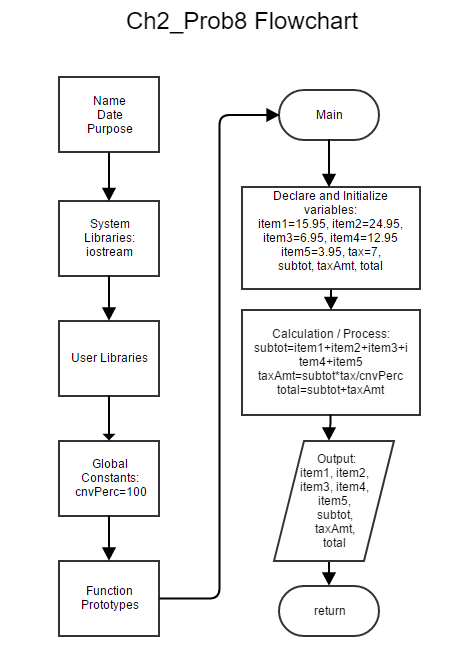 Ch2_Prob8 Flowchart
Name
Date
Purpose
System
Libraries:
iostream
User Libraries
Global
Constants:
cnvPerc=100
Function
Prototypes
Main
Declare and Initialize
variables:
item1=15.95, item2=24.95,
item3=6.95, item4=12.95
item5=3.95, tax=7,
subtot, taxAmt, total
Calculation / Process:
subtot=item1+item2+item3+i
tem4+item5
taxAmt=subtot*tax/cnvPerc
total=subtot+taxAmt
Output:
item1, item2,
item3, item4,
item5,
subtot,
taxAmt,
total
return